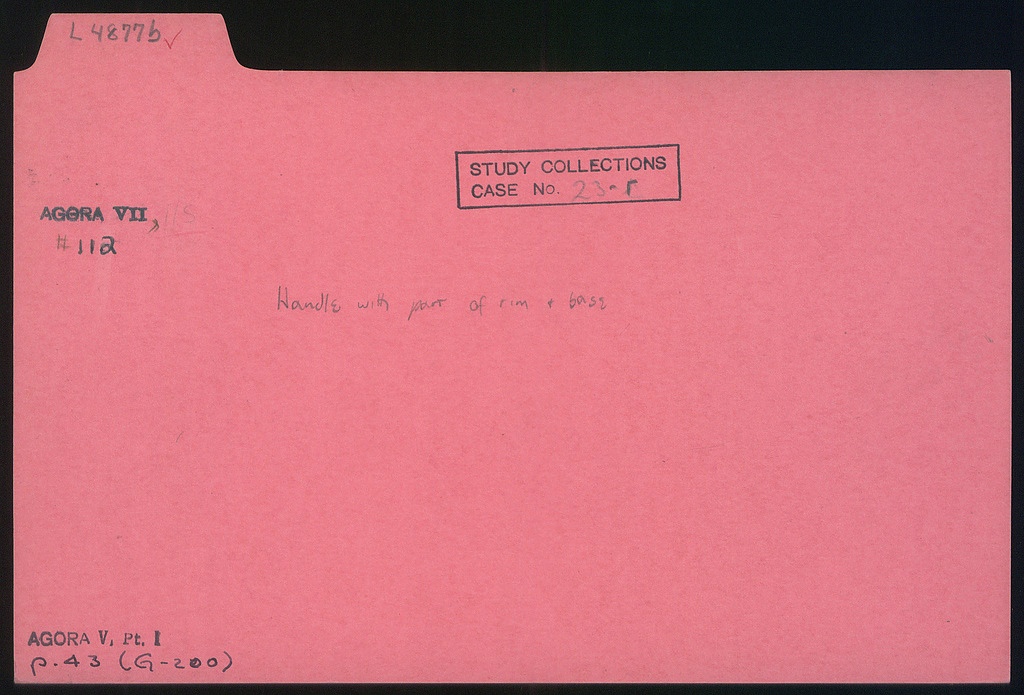 L 4877b ✓
STUDY COLLECTIONS
CASE No. 23-r
AGORA VII,
#112
Handle with part of rim + base
AGORA V, Pt. I
p. 43 (G-200)